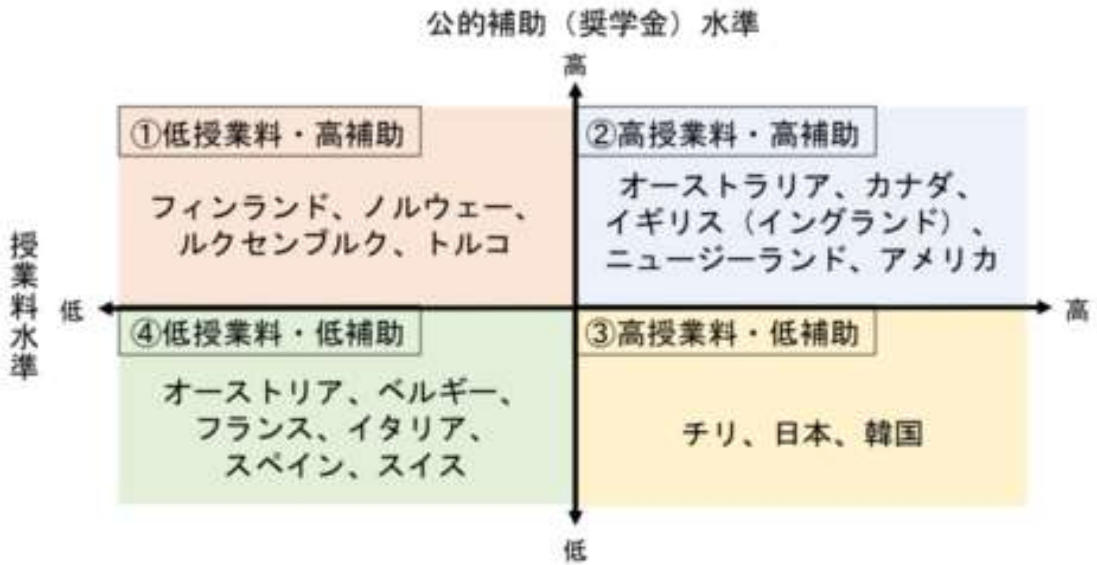 公的補助（奨学金）水準
高
①低授業料・高補助
フィンランド、ノルウェー、
ルクセンブルク、トルコ
②高授業料・高補助
オーストラリア、カナダ、
イギリス（イングランド）、
ニュージーランド、アメリカ
授業料水準
低
高
④低授業料・低補助
オーストリア、ベルギー、
フランス、イタリア、
スペイン、スイス
③高授業料・低補助
チリ、日本、韓国
低